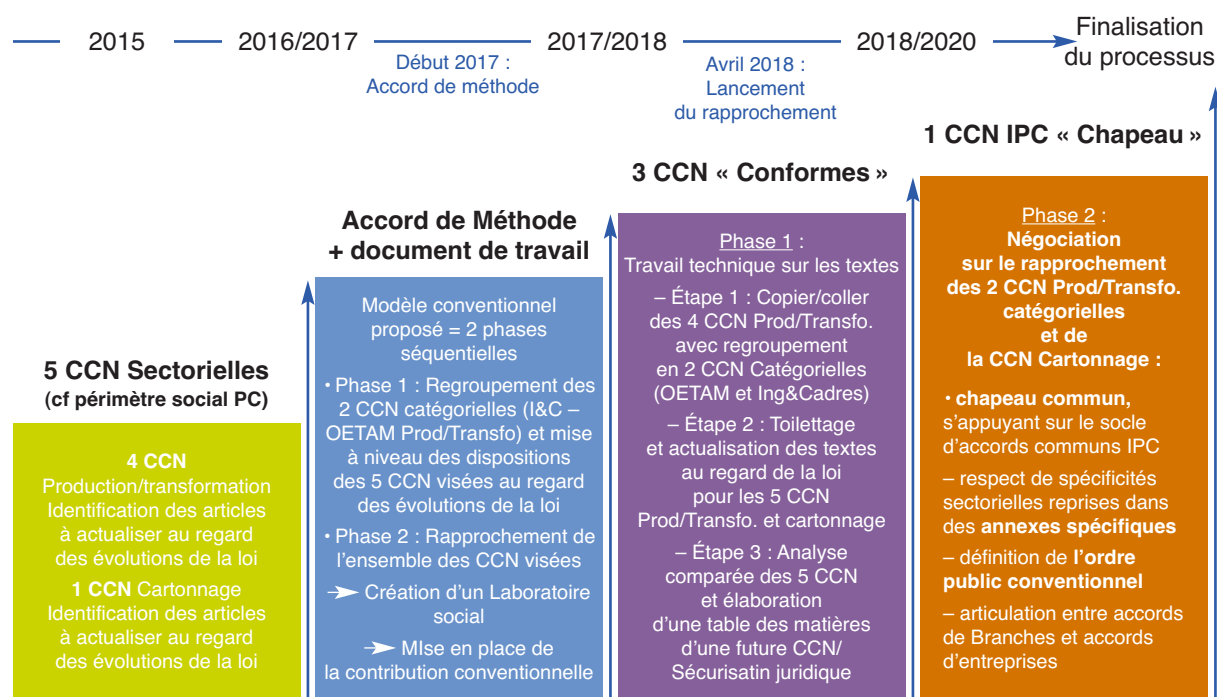 2015
2016/2017
2017/2018
2018/2020
Finalisation
du processus
Début 2017 :
Accord de méthode
Avril 2018 :
Lancement
du rapprochement
5 CCN Sectorielles
(cf périmètre social PC)
4 CCN
Production/transformation
Identification des articles
à actualiser au regard
des évolutions de la loi
1 CCN Cartonnage
Identification des articles
à actualiser au regard
des évolutions de la loi
Accord de Méthode
+ document de travail
Modèle conventionnel
proposé = 2 phases
séquentielles
• Phase 1 : Regroupement des
2 CCN catégorielles (I&C –
OETAM Prod/Transfo) et mise
à niveau des dispositions
des 5 CCN visées au regard
des évolutions de la loi
• Phase 2 : Rapprochement de
l'ensemble des CCN visées
Création d'un Laboratoire
social
MIse en place de
la contribution conventionnelle
3 CCN « Conformes »
Phase 1 :
Travail technique sur les textes
– Étape 1 : Copier/coller
des 4 CCN Prod/Transfo.
avec regroupement
en 2 CCN Catégorielles
(OETAM et Ing&Cadres)
– Étape 2 : Toilettage
et actualisation des textes
au regard de la loi
pour les 5 CCN
Prod/Transfo. et cartonnage
– Étape 3 : Analyse
comparée des 5 CCN
et élaboration
d'une table des matières
d'une future CCN/
Sécurisatin juridique
1 CCN IPC « Chapeau »
Phase 2 :
Négociation
sur le rapprochement
des 2 CCN Prod/Transfo.
catégorielles
et de
la CCN Cartonnage :
• chapeau commun,
s'appuyant sur le socle
d'accords communs IPC
– respect de spécificités
sectorielles reprises dans
des annexes spécifiques
– définition de l'ordre
public conventionnel
– articulation entre accords
de Branches et accords
d'entreprises